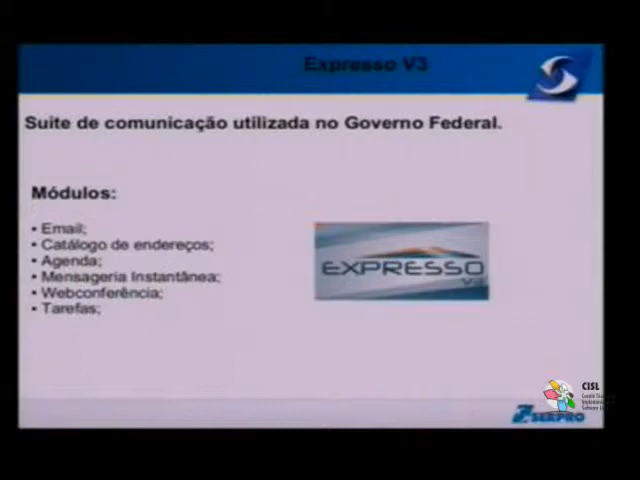 Expresso V3
Suite de comunicação utilizada no Governo Federal.
Módulos:
• Email;
• Catálogo de endereços;
• Agenda;
• Mensageria Instantânea;
• Webconferência;
• Tarefas;
EXPRESSO
V3
CISL
SERPRO